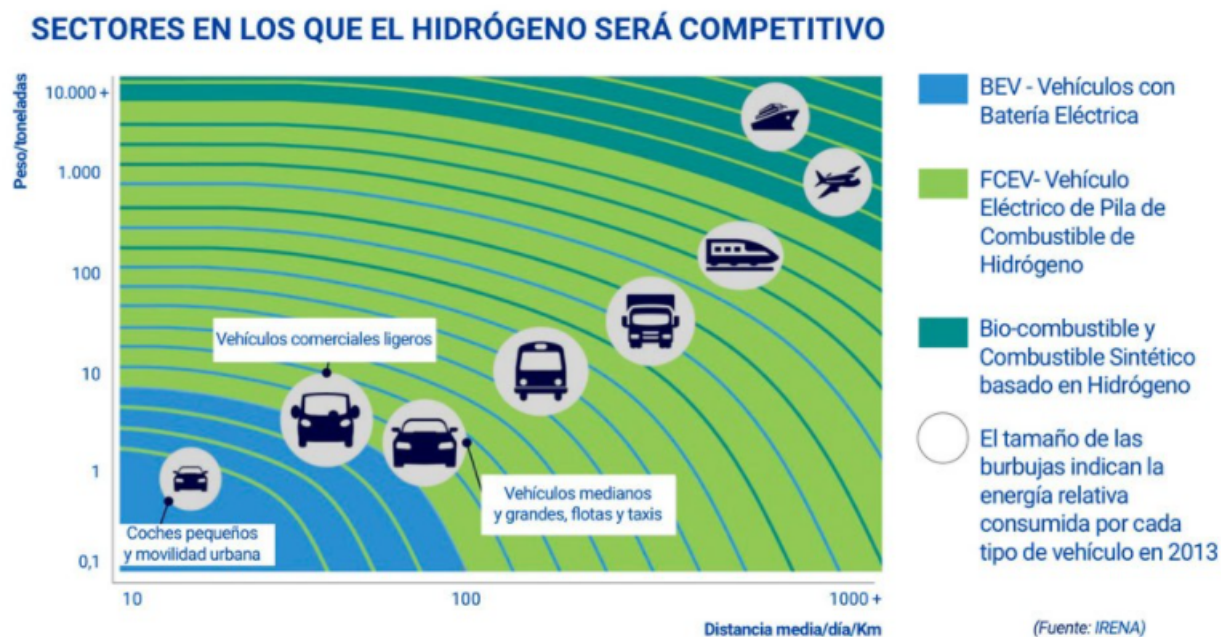 SECTORES EN LOS QUE EL HIDRÓGENO SERÁ COMPETITIVO
Peso/toneladas
10.000 +
1.000
100
10
1
0,1
Vehículos comerciales ligeros
Vehículos medianos
y grandes, flotas y taxis
Coches pequeños
y movilidad urbana
10
100
1000 +
Distancia media/día/Km
BEV - Vehículos con
Batería Eléctrica
FCEV- Vehículo
Eléctrico de Pila de
Combustible de
Hidrógeno
Bio-combustible y
Combustible Sintético
basado en Hidrógeno
El tamaño de las
burbujas indican la
energía relativa
consumida por cada
tipo de vehículo en 2013
(Fuente: IRENA)